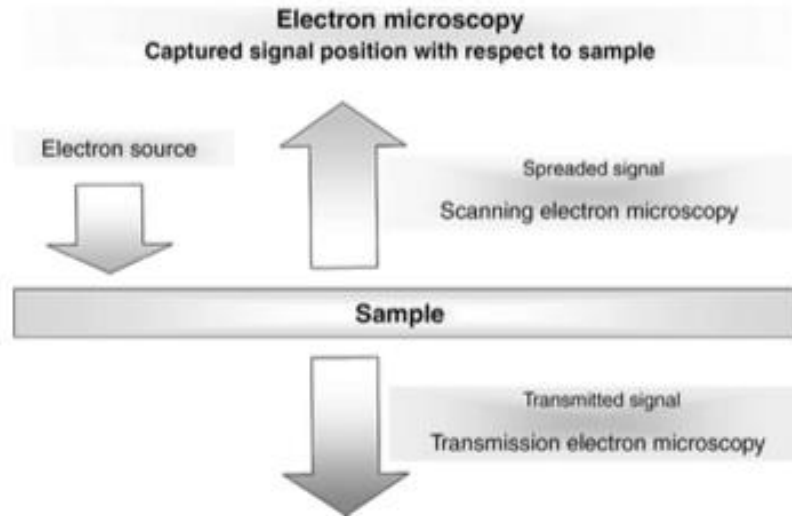 Electron microscopy
Captured signal position with respect to sample
Electron source
Spreaded signal
Scanning electron microscopy
Sample
Transmitted signal
Transmission electron microscopy